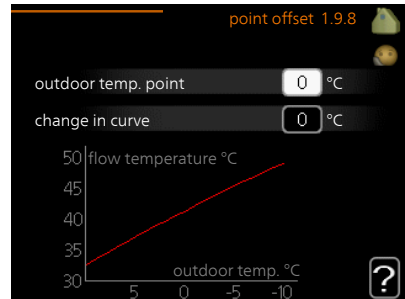 point offset 1.9.8
outdoor temp. point 0 °C
change in curve 0 °C
50 flow temperature °C
45
40
35
30
outdoor temp. °C
5 0 -5 -10
?